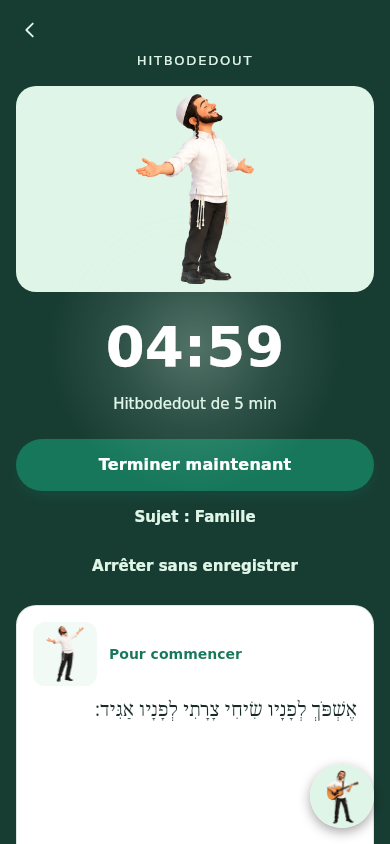 HITBODEDOUT
04:59
Hitbodedout de 5 min
Terminer maintenant
Sujet : Famille
Arrêter sans enregistrer
Pour commencer
אֶשְׁפֹּךְ לְפָנָיו שִׂיחִי צָרָתִי לְפָנָיו אַגִּיד: